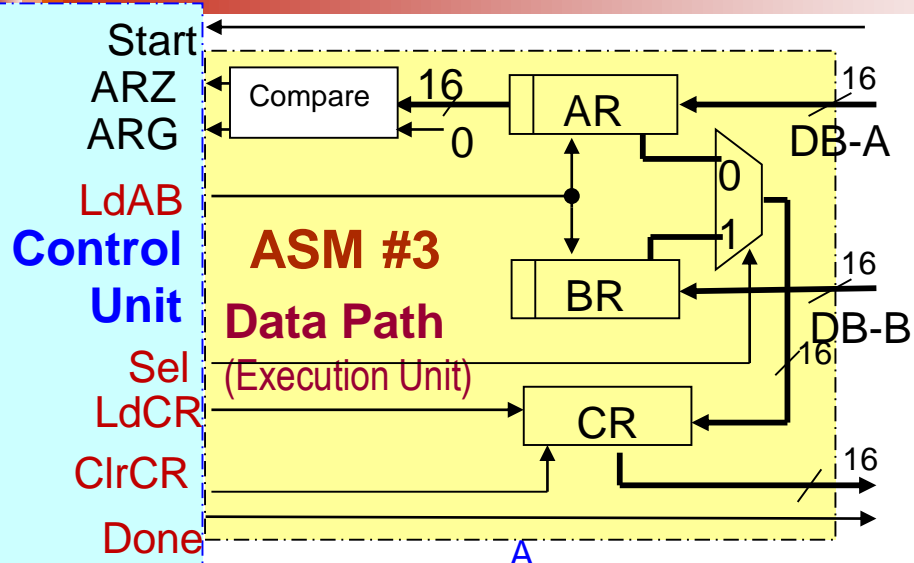 Start
ARZ
ARG
LdAB
Control
Unit
Sel
LdCR
ClrCR
Done
Compare
16
0
AR
16
DB-A
0
1
ASM #3
Data Path
(Execution Unit)
BR
16
DB-B
16
CR
16
A